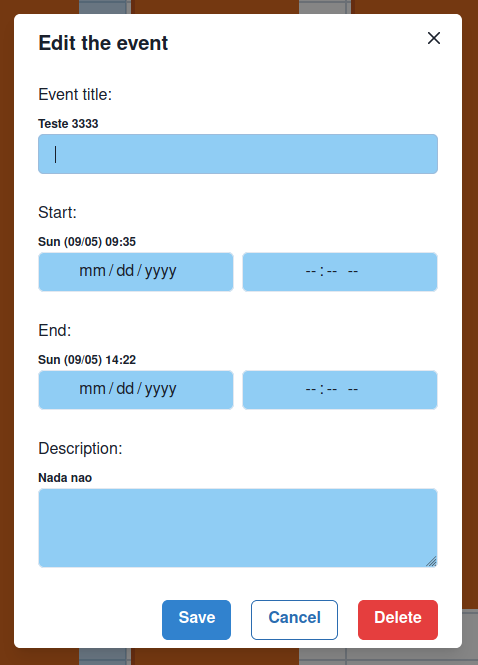 Edit the event
Event title:
Teste 3333
Start:
Sun (09/05) 09:35
mm/dd/yyyy --:-- --
End:
Sun (09/05) 14:22
mm/dd/yyyy --:-- --
Description:
Nada nao
Save Cancel Delete